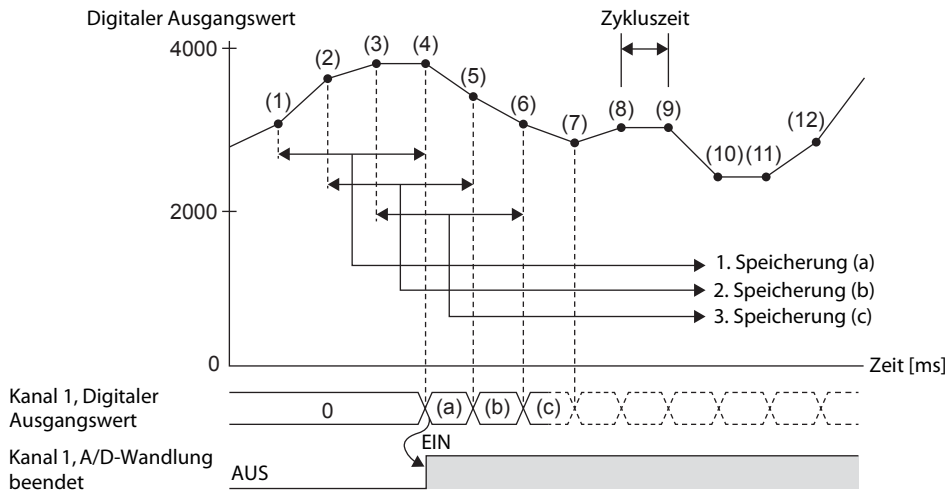 Digitaler Ausgangswert
Zykluszeit
4000
(1)
(2)
(3)
(4)
(5)
(6)
(7)
(8)
(9)
(10)
(11)
(12)
2000
1. Speicherung (a)
2. Speicherung (b)
3. Speicherung (c)
0
Zeit [ms]
Kanal 1, Digitaler
Ausgangswert
0
(a)
(b)
(c)
EIN
Kanal 1, A/D-Wandlung
beendet
AUS